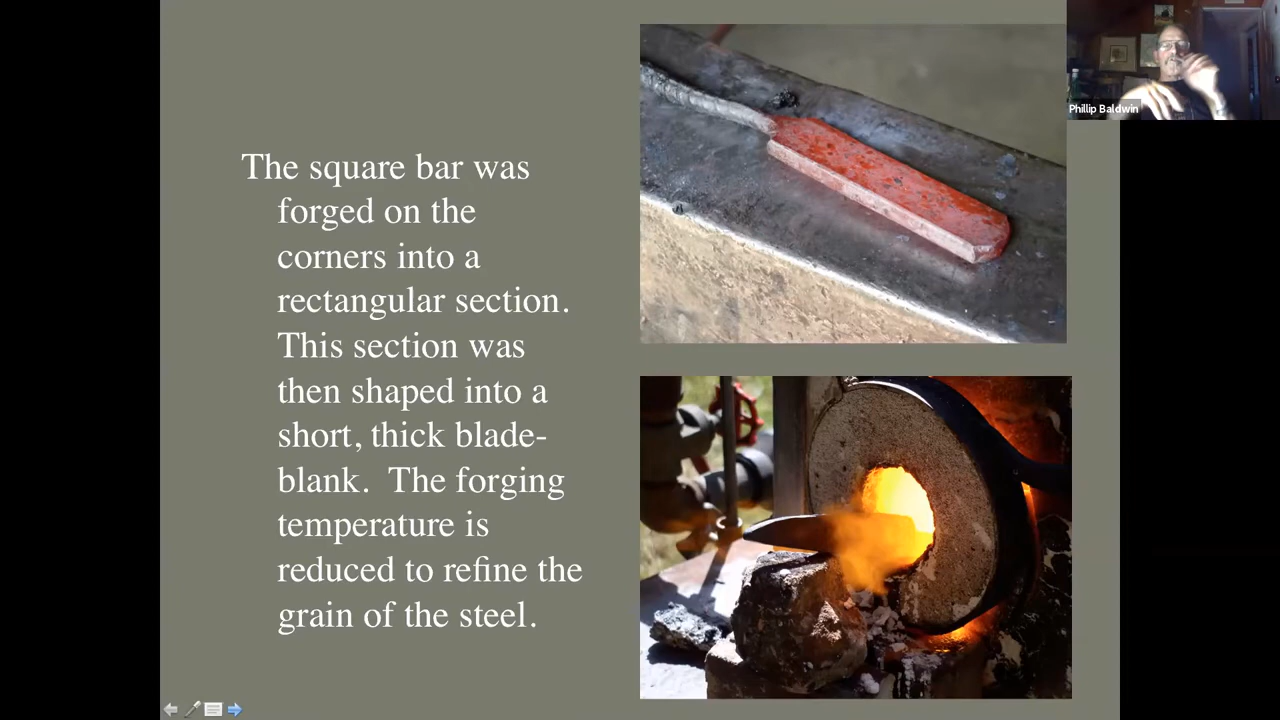 The square bar was
forged on the
corners into a
rectangular section.
This section was
then shaped into a
short, thick blade-
blank.  The forging
temperature is
reduced to refine the
grain of the steel.
Phillip Baldwin